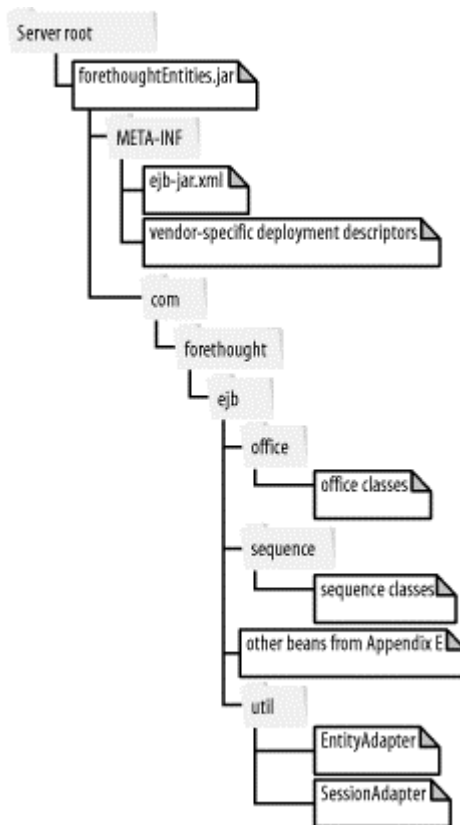 Server root
forethoughtEntities.jar
META-INF
ejb-jar.xml
vendor-specific deployment descriptors
com
forethought
ejb
office
office classes
sequence
sequence classes
other beans from Appendix E
util
EntityAdapter
SessionAdapter